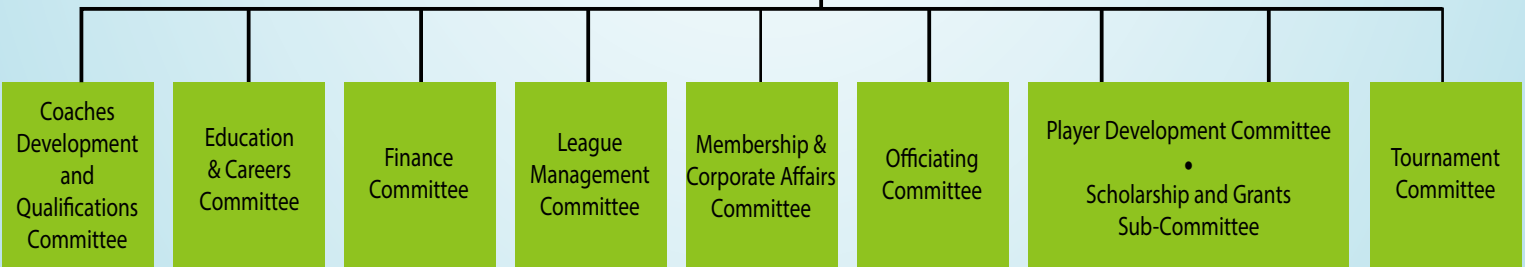 Coaches
Development
and
Qualifications
Committee
Education
& Careers
Committee
Finance
Committee
League
Management
Committee
Membership &
Corporate Affairs
Committee
Officiating
Committee
Player Development Committee
•
Scholarship and Grants
Sub-Committee
Tournament
Committee